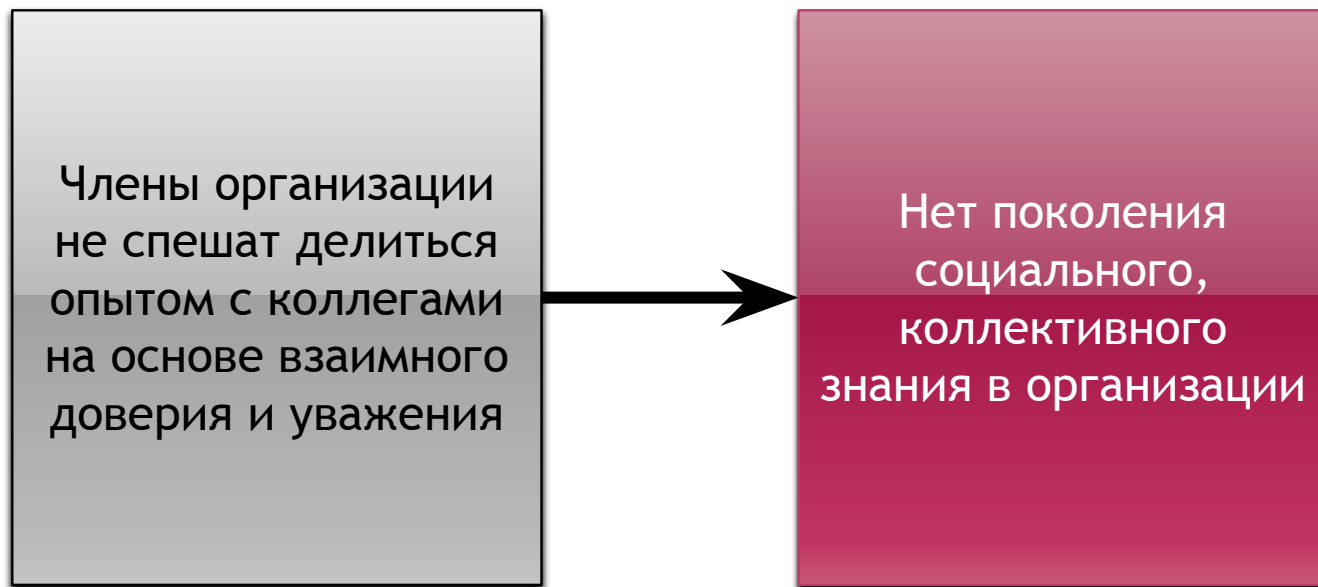 Члены организации
не спешат делиться
опытом с коллегами
на основе взаимного
доверия и уважения
Нет поколения
социального,
коллективного
знания в организации